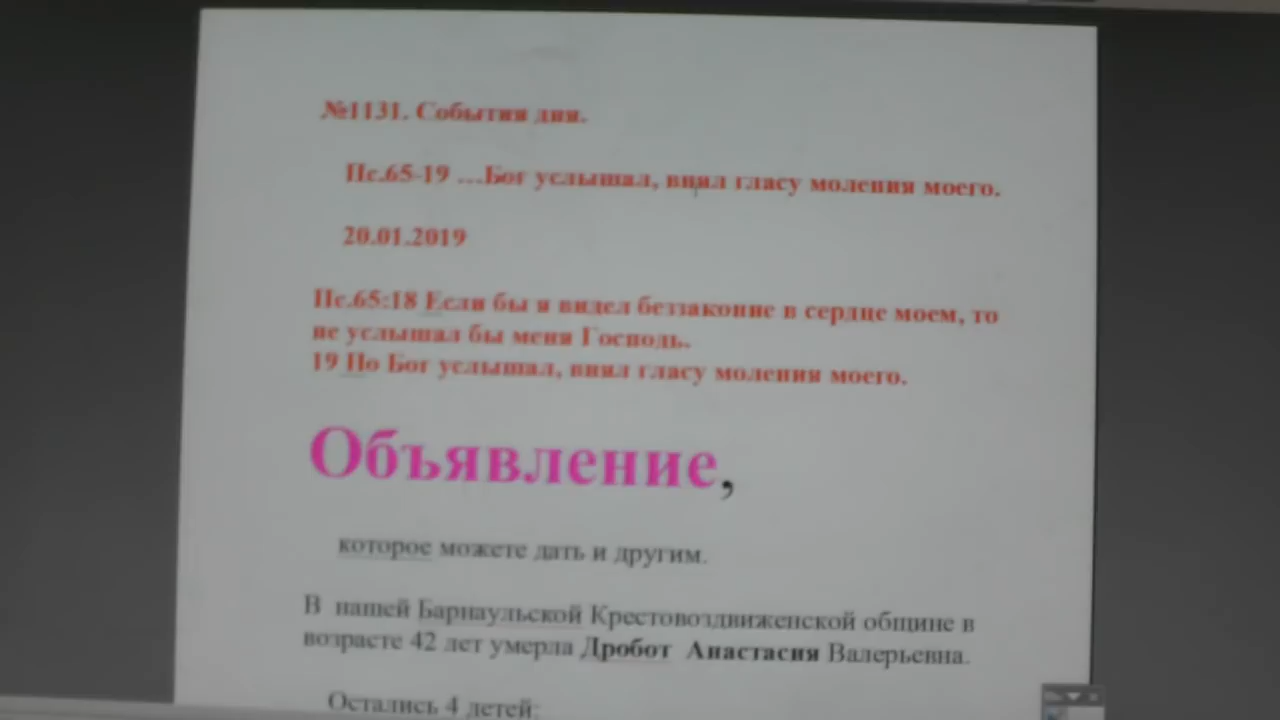 №1131. События дня.
Пс.65-19 ...Бог услышал, внял гласу моления моего.
20.01.2019
Пс.65:18 Если бы я видел беззаконие в сердце моем, то
не услышал бы меня Господь.
19 Но Бог услышал, внял гласу моления моего.
Объявление,
которое можете дать и другим.
В нашей Барнаульской Крестовоздвиженской общине в
возрасте 42 лет умерла Дробот Анастасия Валерьевна.
Остались 4 детей: